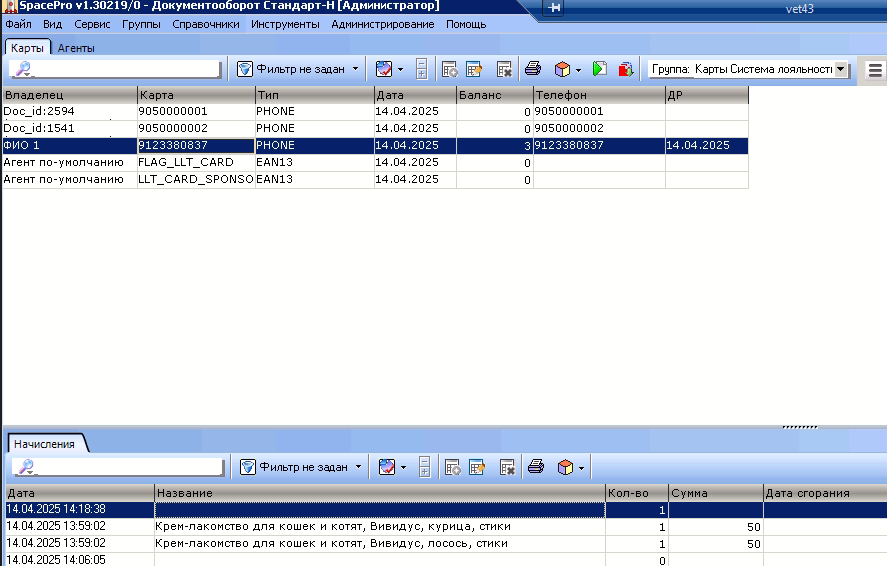 SpacePro v1.30219/0 - Документооборот Стандарт-Н [Администратор]
vet43
Файл Вид Сервис Группы Справочники Инструменты Администрирование Помощь
Карты Агенты
Фильтр не задан Группа: Карты Система лояльност
Владелец Карта Тип Дата Баланс Телефон ДР
Doc_id:2594 9050000001 PHONE 14.04.2025 0 9050000001
Doc_id:1541 9050000002 PHONE 14.04.2025 0 9050000002
ФИО 1 9123380837 PHONE 14.04.2025 3 9123380837 14.04.2025
Агент по-умолчанию FLAG_LLT_CARD EAN13 14.04.2025 0
Агент по-умолчанию LLT_CARD_SPONSO EAN13 14.04.2025 0
Начисления
Фильтр не задан
Дата Название Кол-во Сумма Дата сгорания
14.04.2025 14:18:38 1
14.04.2025 13:59:02 Крем-лакомство для кошек и котят, Вивидус, курица, стики 1 50
14.04.2025 13:59:02 Крем-лакомство для кошек и котят, Вивидус, лосось, стики 1 50
14.04.2025 14:06:05 0